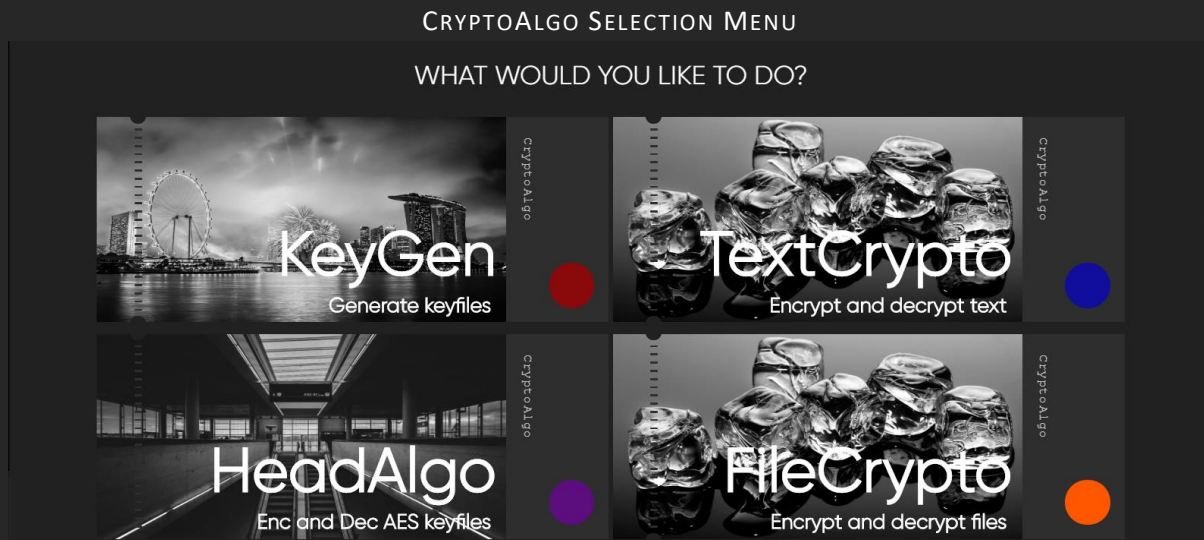 CRYPTOALGO SELECTION MENU
WHAT WOULD YOU LIKE TO DO?
KeyGen
Generate keyfiles
CryptoAlgo
TextCrypto
Encrypt and decrypt text
CryptoAlgo
HeadAlgo
Enc and Dec AES keyfiles
CryptoAlgo
FileCrypto
Encrypt and decrypt files
CryptoAlgo